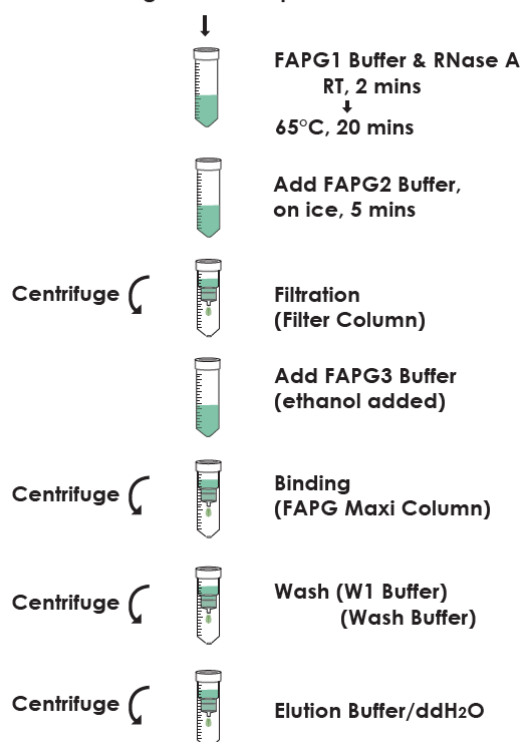 FAPG1 Buffer & RNase A
RT, 2 mins
65°C, 20 mins
Add FAPG2 Buffer,
on ice, 5 mins
Centrifuge
Filtration
(Filter Column)
Add FAPG3 Buffer
(ethanol added)
Centrifuge
Binding
(FAPG Maxi Column)
Centrifuge
Wash (W1 Buffer)
(Wash Buffer)
Centrifuge
Elution Buffer/ddH2O